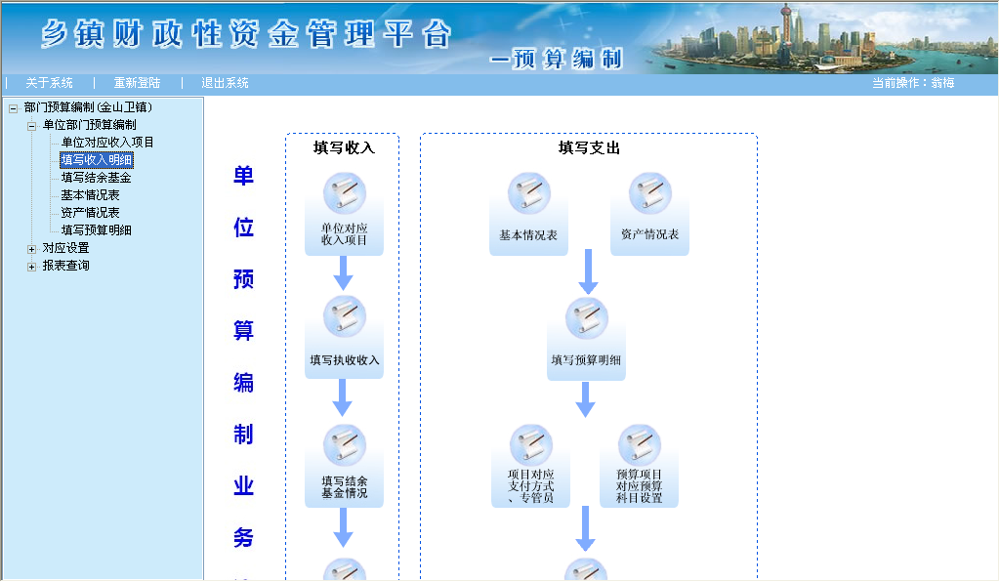 乡镇财政性资金管理平台
—预算编制
| 关于系统 | 重新登陆 | 退出系统
当前操作：翁梅
部门预算编制(金山卫镇)
单位部门预算编制
单位对应收入项目
填写收入明细
填写结余基金
基本情况表
资产情况表
填写预算明细
对应设置
报表查询
单
位
预
算
编
制
业
务
填写收入
单位对应
收入项目
填写执收收入
填写结余
基金情况
填写支出
基本情况表
资产情况表
填写预算明细
项目对应
支付方式
、专管员
预算项目
对应预算
科目设置